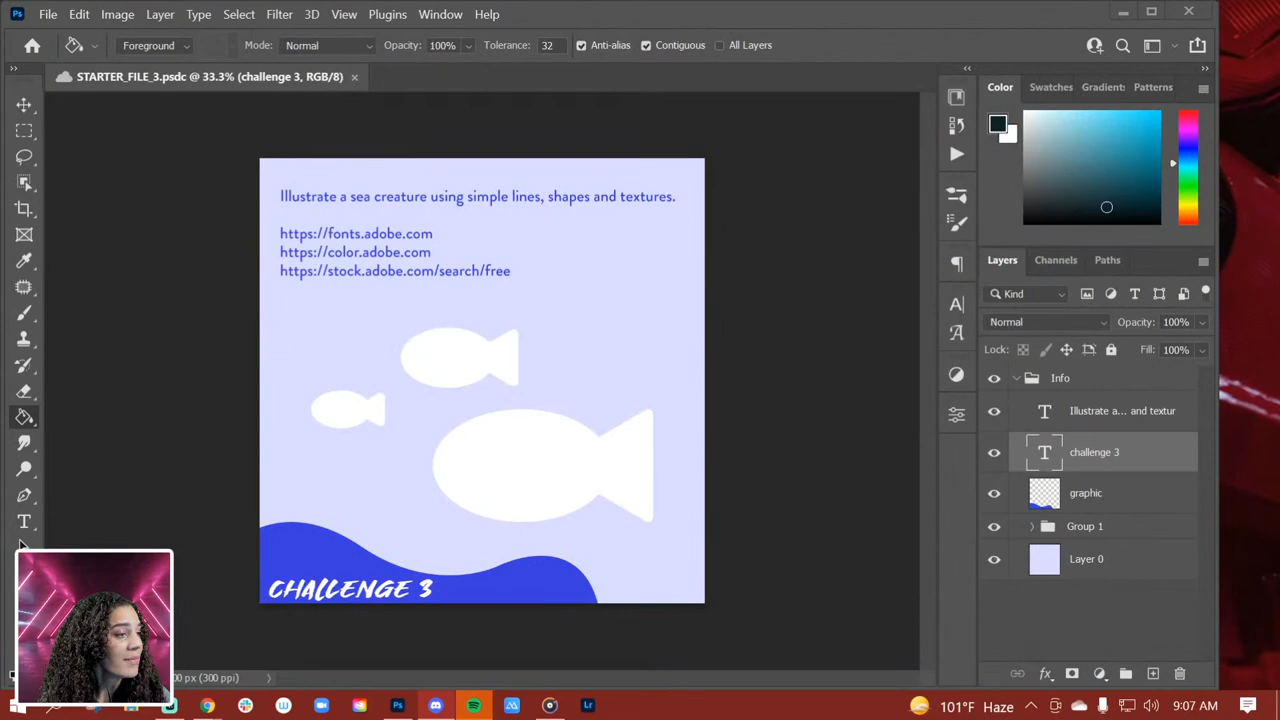 Ps File Edit Image Layer Type Select Filter 3D View Plugins Window Help
Foreground Mode: Normal Opacity: 100% Tolerance: 32 Anti-alias Contiguous All Layers
STARTER_FILE_3.psdc @ 33.3% (challenge 3, RGB/8)
Color Swatches Gradient: Patterns
Illustrate a sea creature using simple lines, shapes and textures.
https://fonts.adobe.com
https://color.adobe.com
https://stock.adobe.com/search/free
CHALLENGE 3
Layers Channels Paths
Kind
Normal Opacity: 100%
Lock: Fill: 100%
Info
Illustrate a... and textur
challenge 3
graphic
Group 1
Layer 0
fx
00 px (300 ppi)
Ps Lr 101°F Haze 9:07 AM